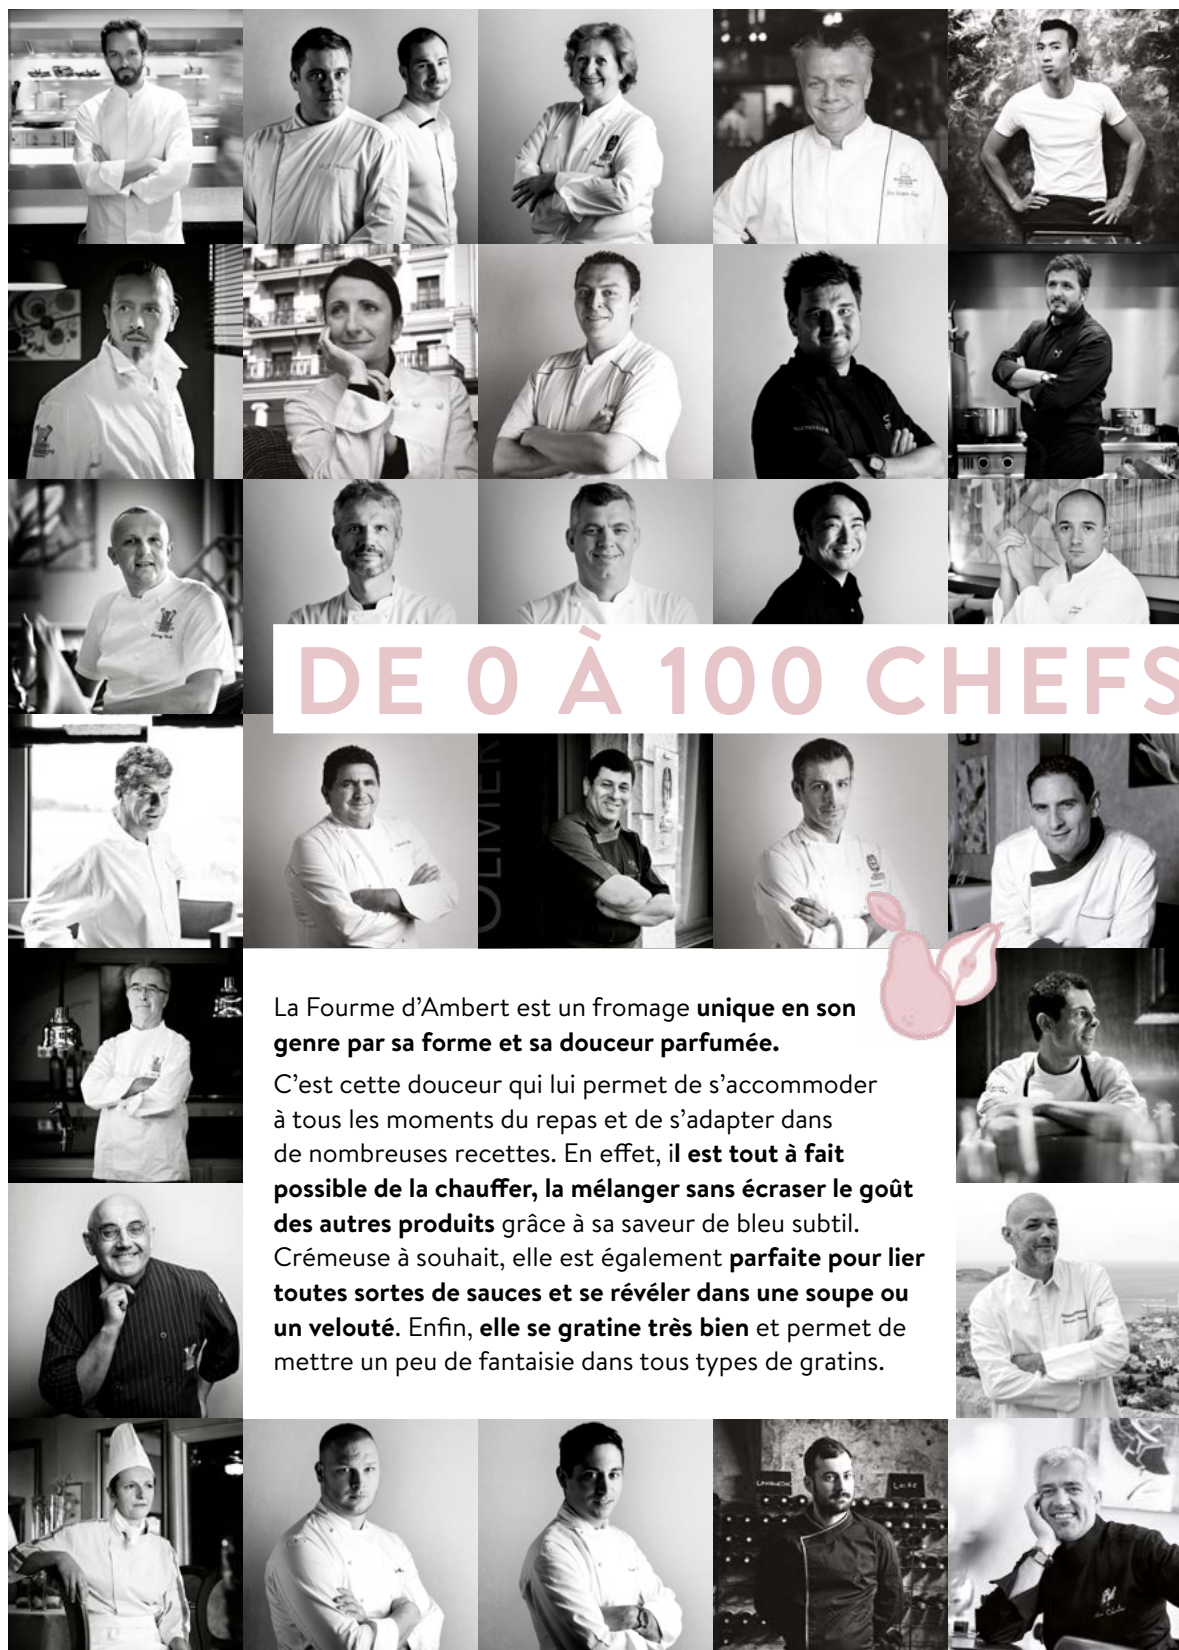 DE 0 À 100 CHEFS
OLIVIER
La Fourme d’Ambert est un fromage unique en son
genre par sa forme et sa douceur parfumée.
C’est cette douceur qui lui permet de s’accommoder
à tous les moments du repas et de s’adapter dans
de nombreuses recettes. En effet, il est tout à fait
possible de la chauffer, la mélanger sans écraser le goût
des autres produits grâce à sa saveur de bleu subtil.
Crémeuse à souhait, elle est également parfaite pour lier
toutes sortes de sauces et se révéler dans une soupe ou
un velouté. Enfin, elle se gratine très bien et permet de
mettre un peu de fantaisie dans tous types de gratins.
LANGUEDOC
LOIRE